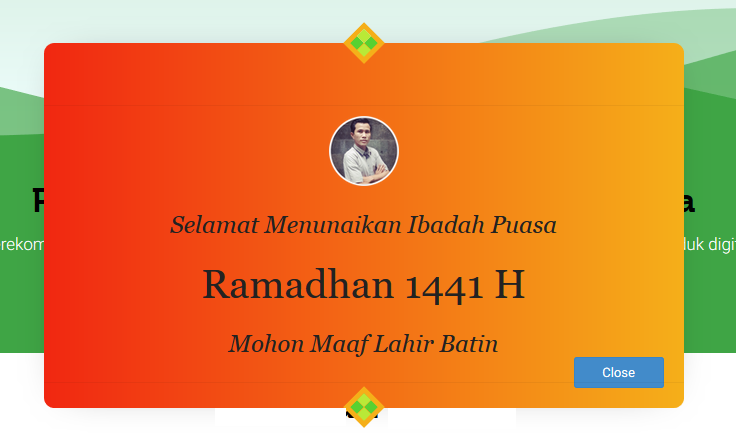 Selamat Menunaikan Ibadah Puasa
Ramadhan 1441 H
Mohon Maaf Lahir Batin
Close